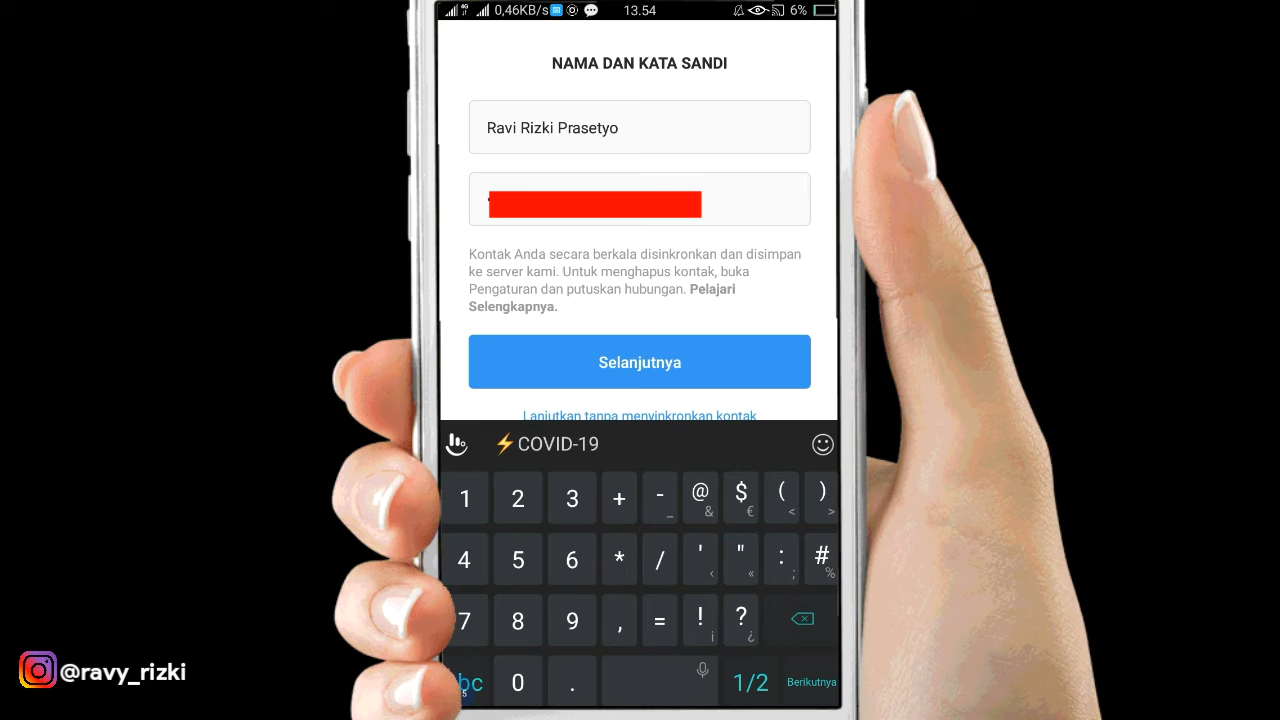 4G 0,46KB/s 13.54 6%
NAMA DAN KATA SANDI
Ravi Rizki Prasetyo
Kontak Anda secara berkala disinkronkan dan disimpan
ke server kami. Untuk menghapus kontak, buka
Pengaturan dan putuskan hubungan. Pelajari
Selengkapnya.
Selanjutnya
Lanjutkan tanpa menyinkronkan kontak
⚡COVID-19
1 2 3 + - _ @ & $ € ( < ) >
4 5 6 * / ' ‹ " « : ; # %
7 8 9 , = ! ¡ ? ¿
bc 0 . 1/2 Berikutnya
@ravy_rizki